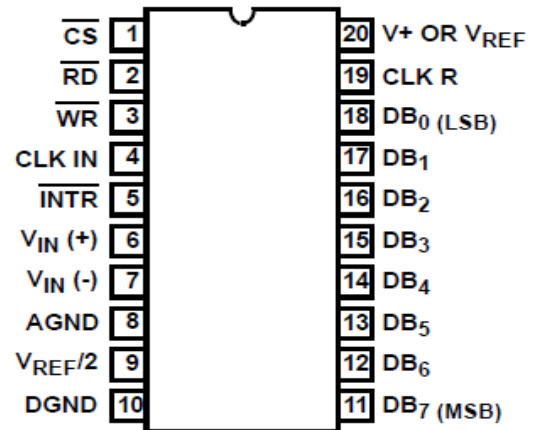 CS 1 20 V+ OR VREF
RD 2 19 CLK R
WR 3 18 DB0 (LSB)
CLK IN 4 17 DB1
INTR 5 16 DB2
VIN (+) 6 15 DB3
VIN (-) 7 14 DB4
AGND 8 13 DB5
VREF/2 9 12 DB6
DGND 10 11 DB7 (MSB)